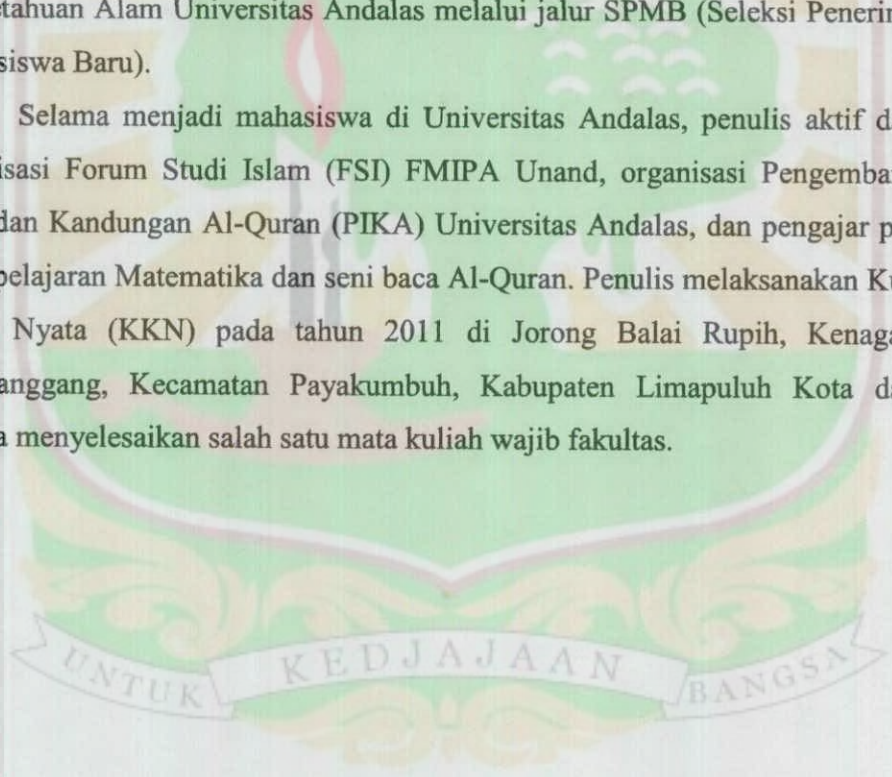 etahuan Alam Universitas Andalas melalui jalur SPMB (Seleksi Penerin
siswa Baru).
Selama menjadi mahasiswa di Universitas Andalas, penulis aktif d
isasi Forum Studi Islam (FSI) FMIPA Unand, organisasi Pengemba
dan Kandungan Al-Quran (PIKA) Universitas Andalas, dan pengajar p
pelajaran Matematika dan seni baca Al-Quran. Penulis melaksanakan K
Nyata (KKN) pada tahun 2011 di Jorong Balai Rupih, Kenaga
anggang, Kecamatan Payakumbuh, Kabupaten Limapuluh Kota d
a menyelesaikan salah satu mata kuliah wajib fakultas.
UNTUK KEDJAJAAN BANGSA